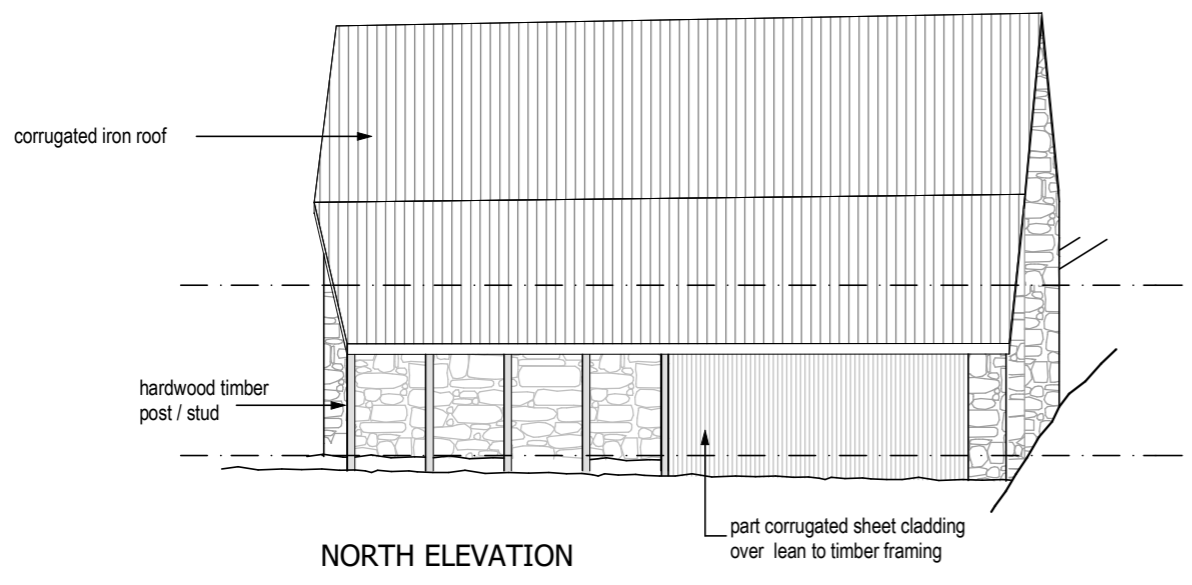 corrugated iron roof
hardwood timber
post / stud
part corrugated sheet cladding
over lean to timber framing
NORTH ELEVATION